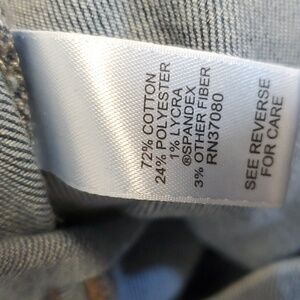 72% COTTON
24% POLYESTER
1% LYCRA
®SPANDEX
3% OTHER FIBER
RN37080
SEE REVERSE
FOR CARE